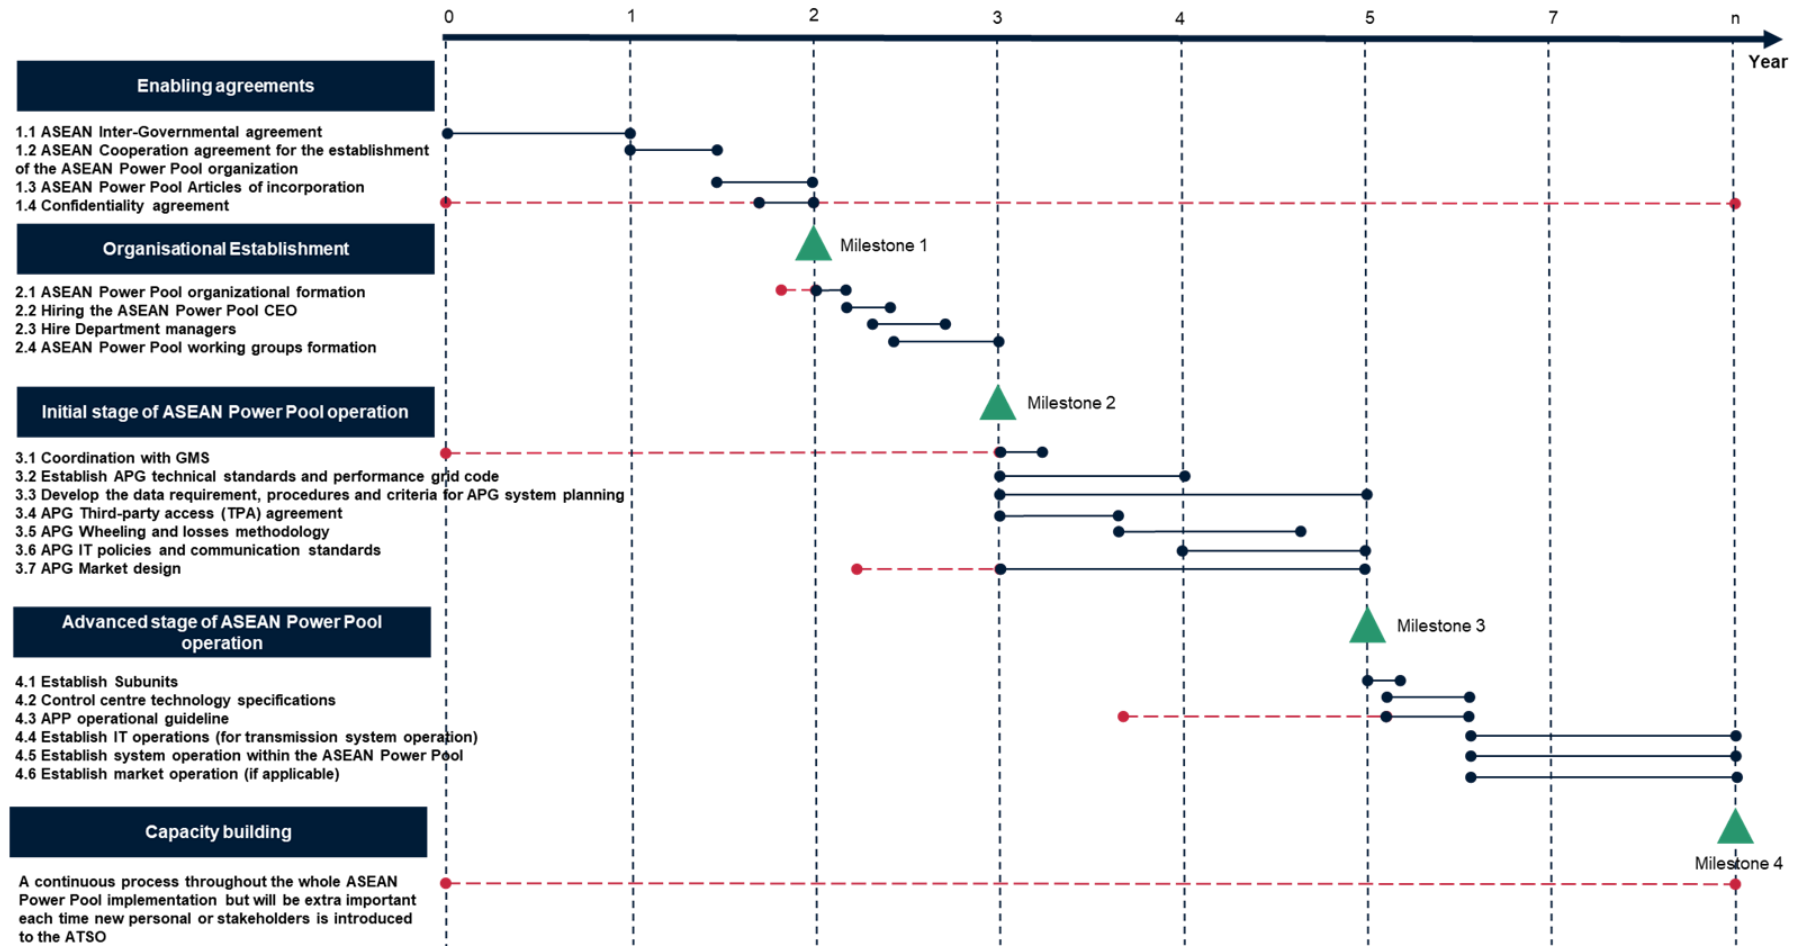 0 1 2 3 4 5 7 n
Year
Enabling agreements
1.1 ASEAN Inter-Governmental agreement
1.2 ASEAN Cooperation agreement for the establishment
of the ASEAN Power Pool organization
1.3 ASEAN Power Pool Articles of incorporation
1.4 Confidentiality agreement
Organisational Establishment
Milestone 1
2.1 ASEAN Power Pool organizational formation
2.2 Hiring the ASEAN Power Pool CEO
2.3 Hire Department managers
2.4 ASEAN Power Pool working groups formation
Initial stage of ASEAN Power Pool operation
Milestone 2
3.1 Coordination with GMS
3.2 Establish APG technical standards and performance grid code
3.3 Develop the data requirement, procedures and criteria for APG system planning
3.4 APG Third-party access (TPA) agreement
3.5 APG Wheeling and losses methodology
3.6 APG IT policies and communication standards
3.7 APG Market design
Advanced stage of ASEAN Power Pool
operation
Milestone 3
4.1 Establish Subunits
4.2 Control centre technology specifications
4.3 APP operational guideline
4.4 Establish IT operations (for transmission system operation)
4.5 Establish system operation within the ASEAN Power Pool
4.6 Establish market operation (if applicable)
Capacity building
Milestone 4
A continuous process throughout the whole ASEAN
Power Pool implementation but will be extra important
each time new personal or stakeholders is introduced
to the ATSO